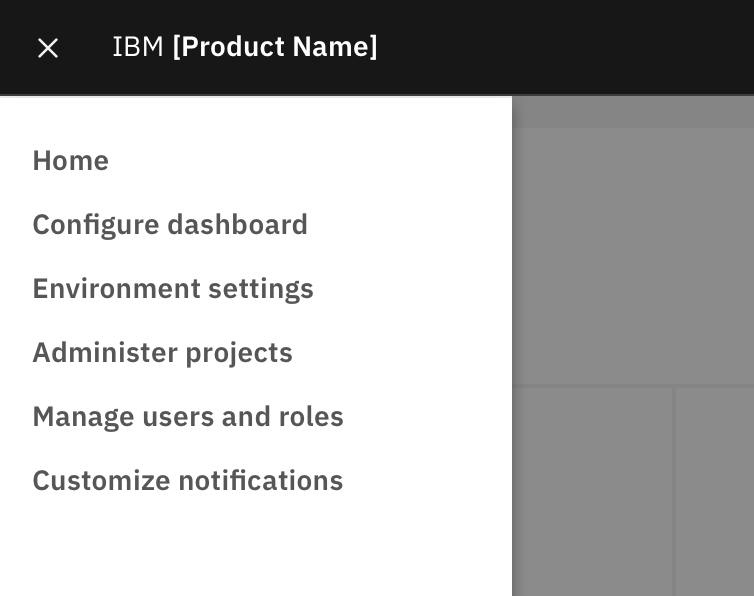 IBM [Product Name]
Home
Configure dashboard
Environment settings
Administer projects
Manage users and roles
Customize notifications